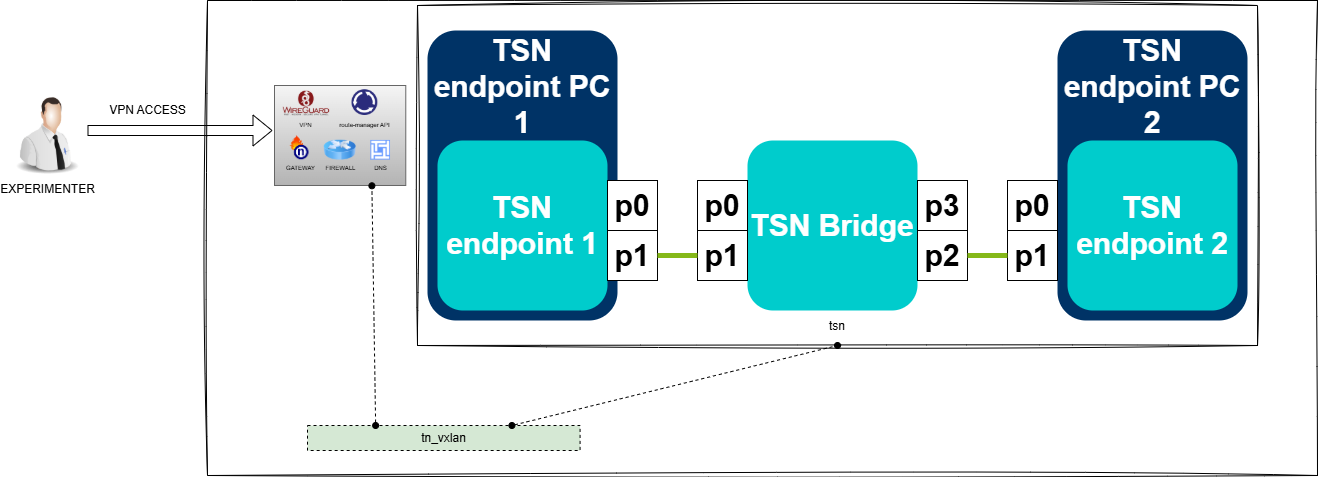 VPN ACCESS
EXPERIMENTER
WIREGUARD
VPN
route-manager API
GATEWAY
FIREWALL
DNS
TSN
endpoint PC
1
TSN
endpoint 1
p0
p1
p0
p1
TSN Bridge
p3
p2
p0
p1
TSN
endpoint PC
2
TSN
endpoint 2
tsn
tn_vxlan